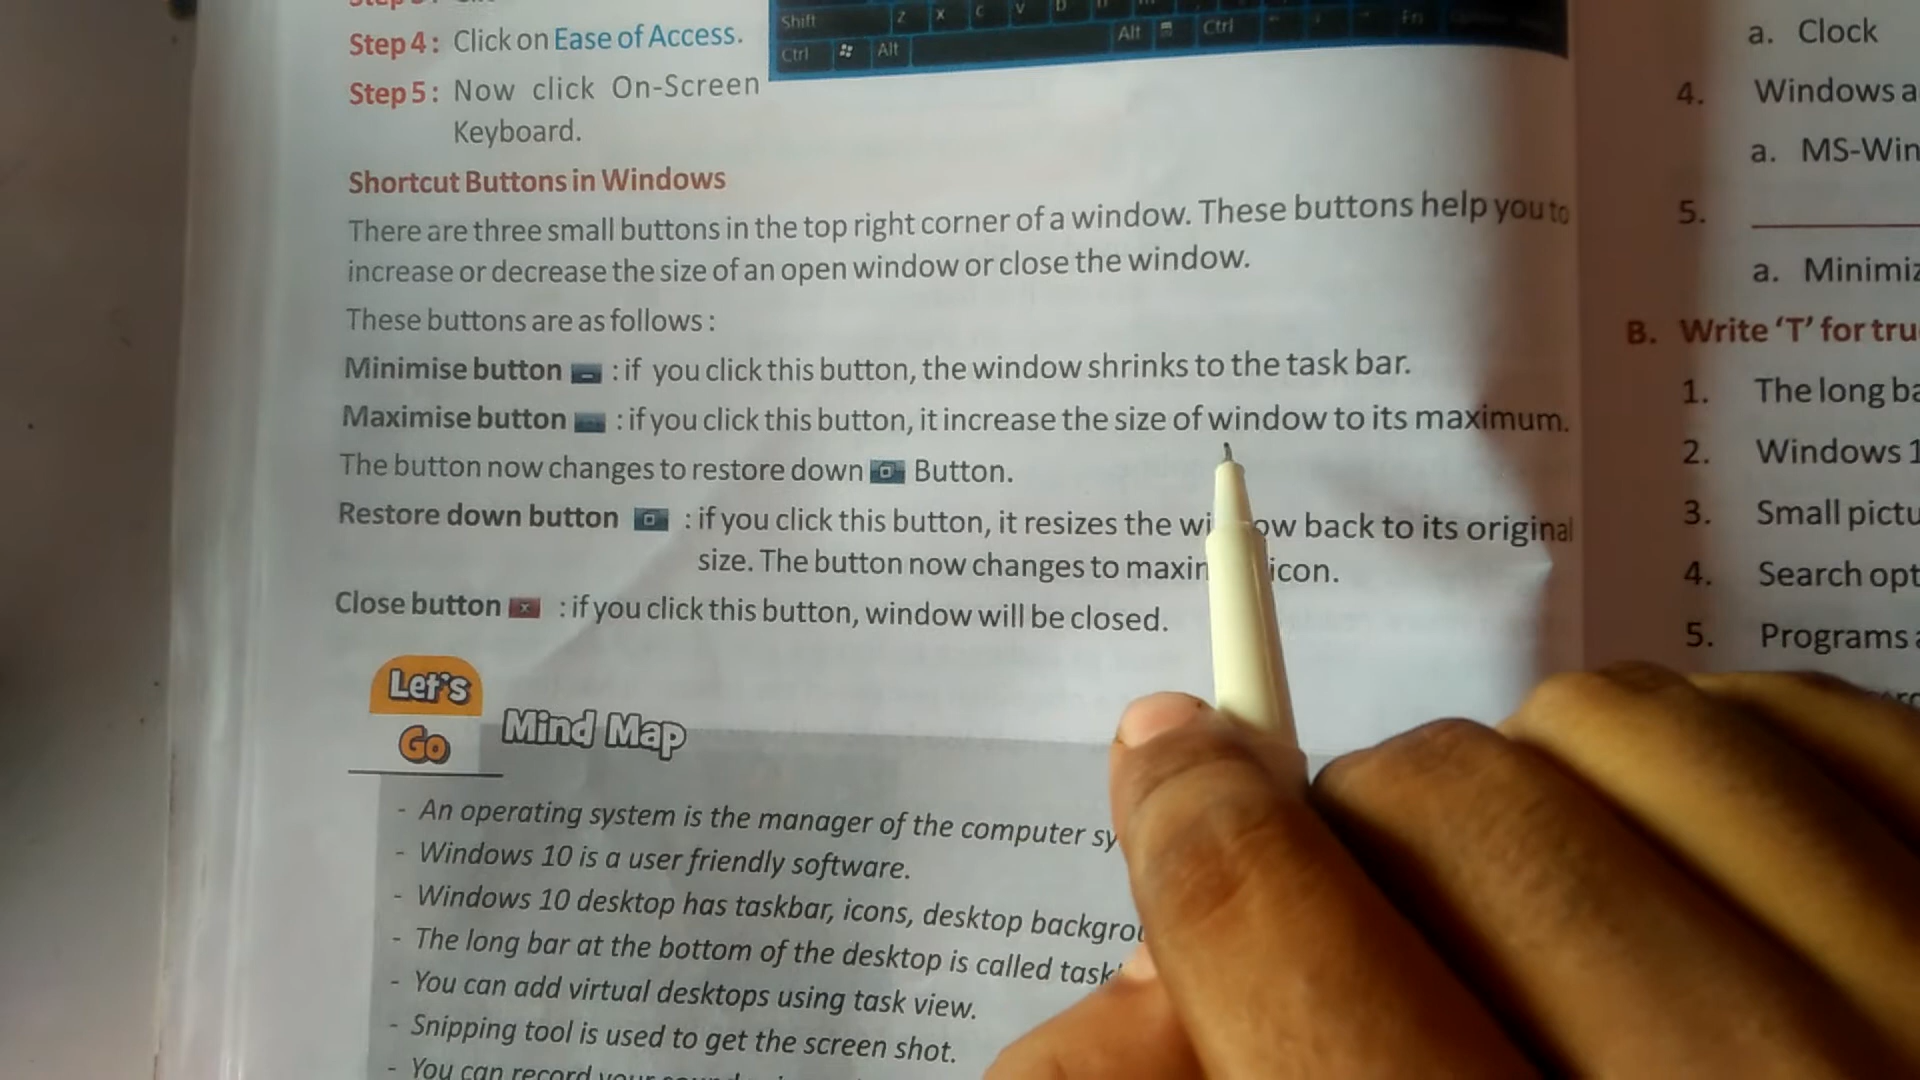 Step 4 : Click on Ease of Access.
Step 5 : Now click On-Screen
Keyboard.
Shift Z X C V B
Ctrl Alt Alt Ctrl Fn
Shortcut Buttons in Windows
There are three small buttons in the top right corner of a window. These buttons help you to
increase or decrease the size of an open window or close the window.
These buttons are as follows :
Minimise button : if you click this button, the window shrinks to the task bar.
Maximise button : if you click this button, it increase the size of window to its maximum.
The button now changes to restore down Button.
Restore down button : if you click this button, it resizes the wi ow back to its original
size. The button now changes to maxim icon.
Close button : if you click this button, window will be closed.
Let's
Go
Mind Map
- An operating system is the manager of the computer sy
- Windows 10 is a user friendly software.
- Windows 10 desktop has taskbar, icons, desktop backgrou
- The long bar at the bottom of the desktop is called task
- You can add virtual desktops using task view.
- Snipping tool is used to get the screen shot.
- You can record your
a. Clock
4. Windows a
a. MS-Win
5.
a. Minimiz
B. Write 'T' for tru
1. The long ba
2. Windows 1
3. Small pictu
4. Search opt
5. Programs a